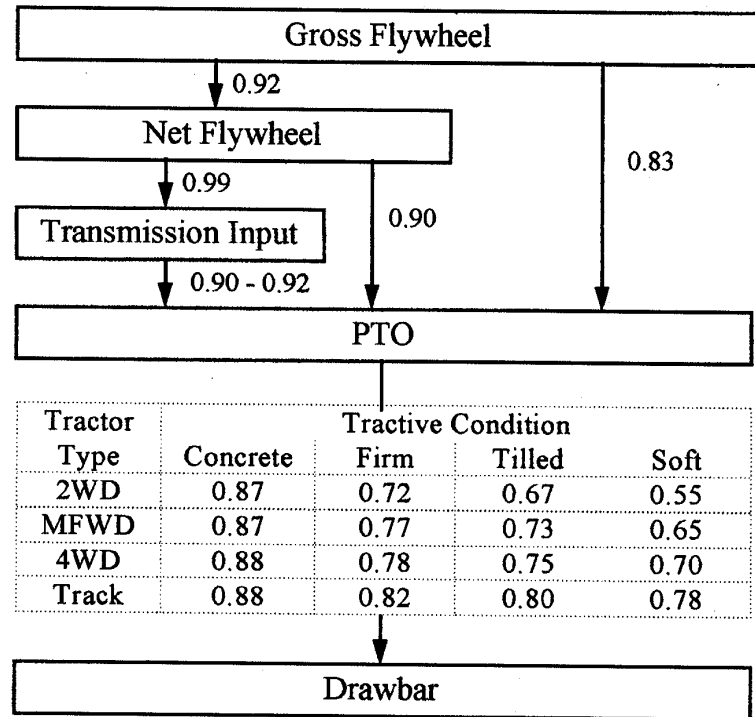 Gross Flywheel
0.92
Net Flywheel
0.83
0.99
0.90
Transmission Input
0.90 - 0.92
PTO
Tractor Tractive Condition
Type Concrete Firm Tilled Soft
2WD 0.87 0.72 0.67 0.55
MFWD 0.87 0.77 0.73 0.65
4WD 0.88 0.78 0.75 0.70
Track 0.88 0.82 0.80 0.78
Drawbar